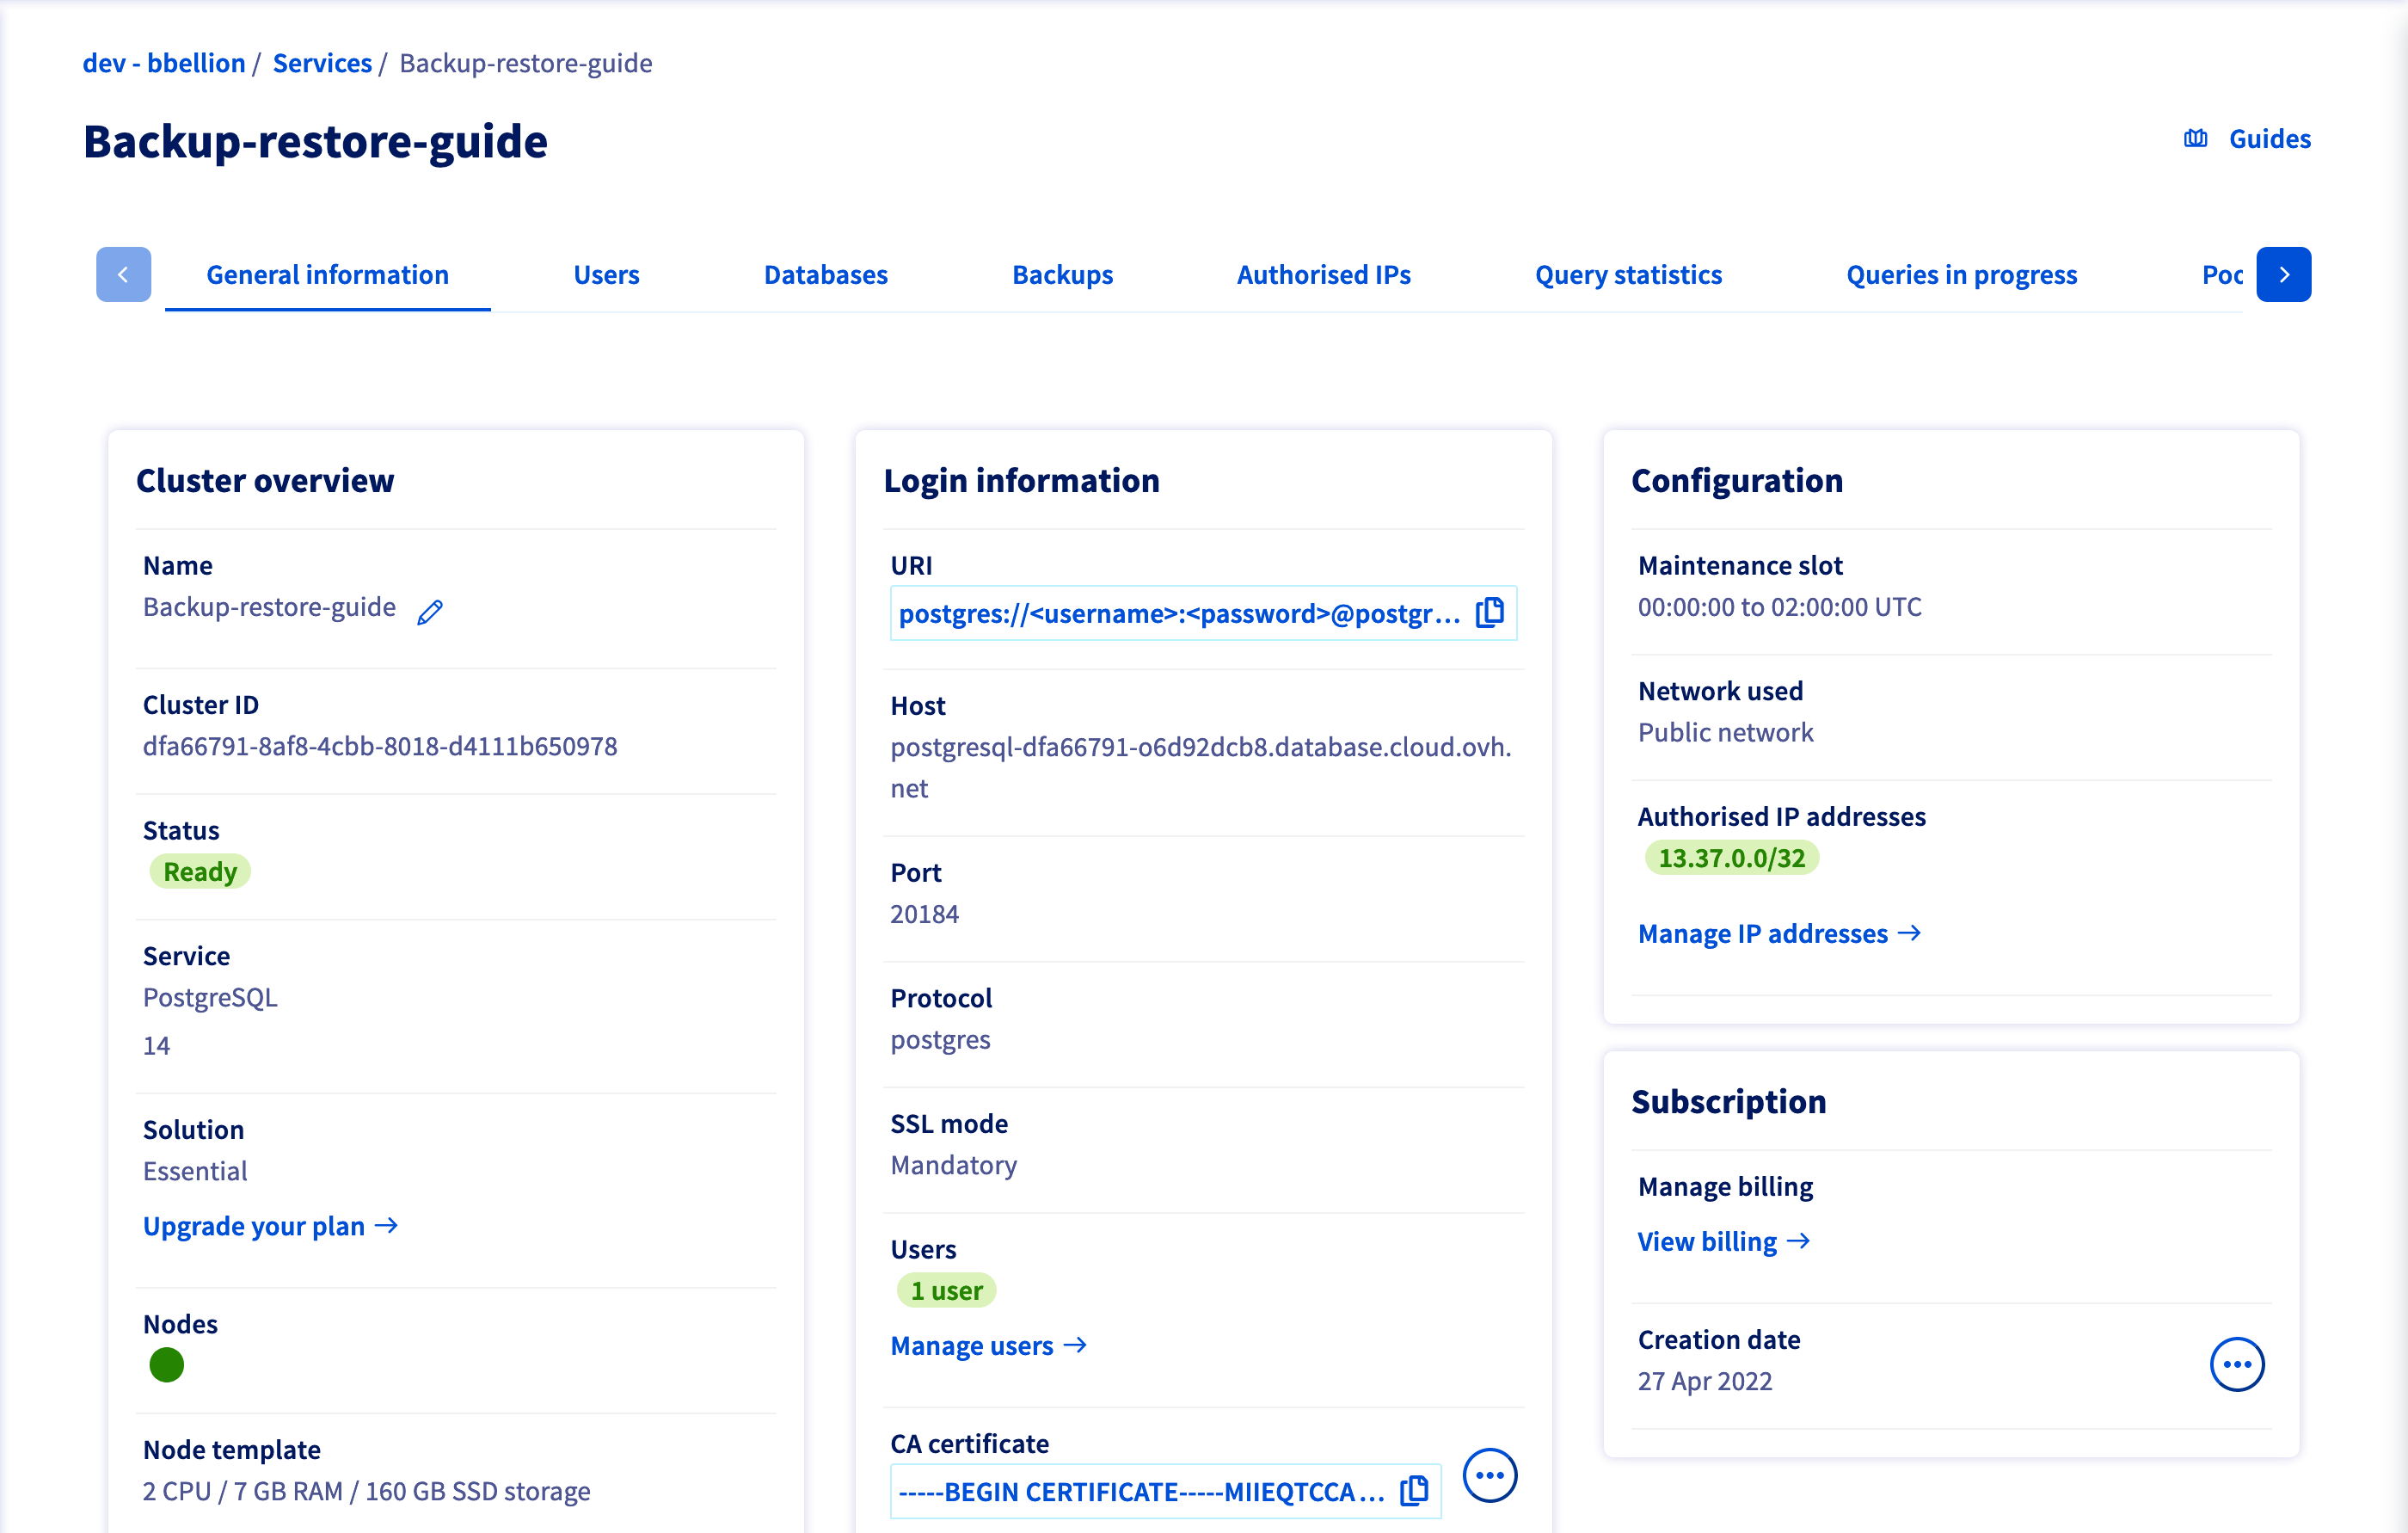 dev - bbellion / Services / Backup-restore-guide
Backup-restore-guide
Guides
General information
Users
Databases
Backups
Authorised IPs
Query statistics
Queries in progress
Poo
Cluster overview
Name
Backup-restore-guide
Cluster ID
dfa66791-8af8-4cbb-8018-d4111b650978
Status
Ready
Service
PostgreSQL
14
Solution
Essential
Upgrade your plan →
Nodes
Node template
2 CPU / 7 GB RAM / 160 GB SSD storage
Login information
URI
postgres://<username>:<password>@postgr...
Host
postgresql-dfa66791-o6d92dcb8.database.cloud.ovh.
net
Port
20184
Protocol
postgres
SSL mode
Mandatory
Users
1 user
Manage users →
CA certificate
-----BEGIN CERTIFICATE-----MIIEQTCCA...
Configuration
Maintenance slot
00:00:00 to 02:00:00 UTC
Network used
Public network
Authorised IP addresses
13.37.0.0/32
Manage IP addresses →
Subscription
Manage billing
View billing →
Creation date
27 Apr 2022